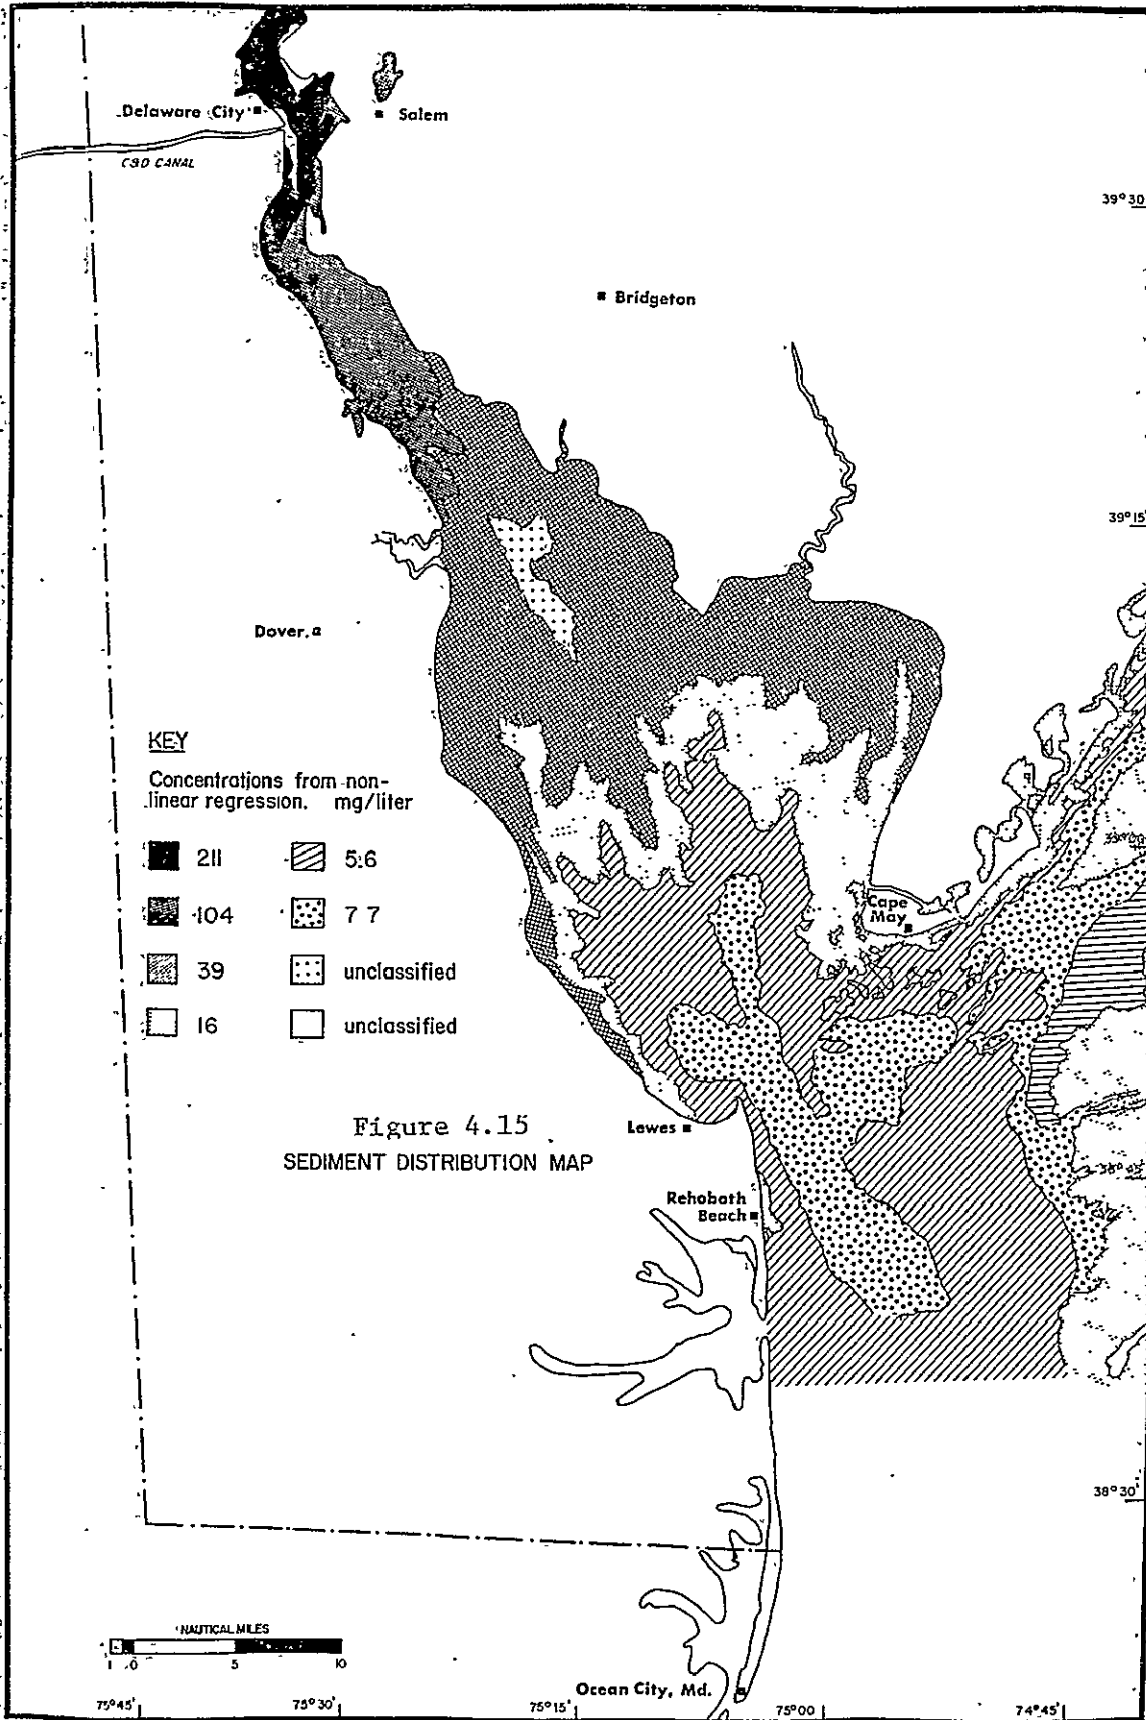 Delaware City
Salem
C&D CANAL
39°30
Bridgeton
39°15'
Dover
KEY
Concentrations from non-
linear regression. mg/liter
211
5.6
104
7 7
39
unclassified
16
unclassified
Cape
May
Figure 4.15
SEDIMENT DISTRIBUTION MAP
Lewes
Rehoboth
Beach
38°30'
NAUTICAL MILES
1 0 5 10
Ocean City, Md.
75°45'
75°30'
75°15'
75°00
74°45'